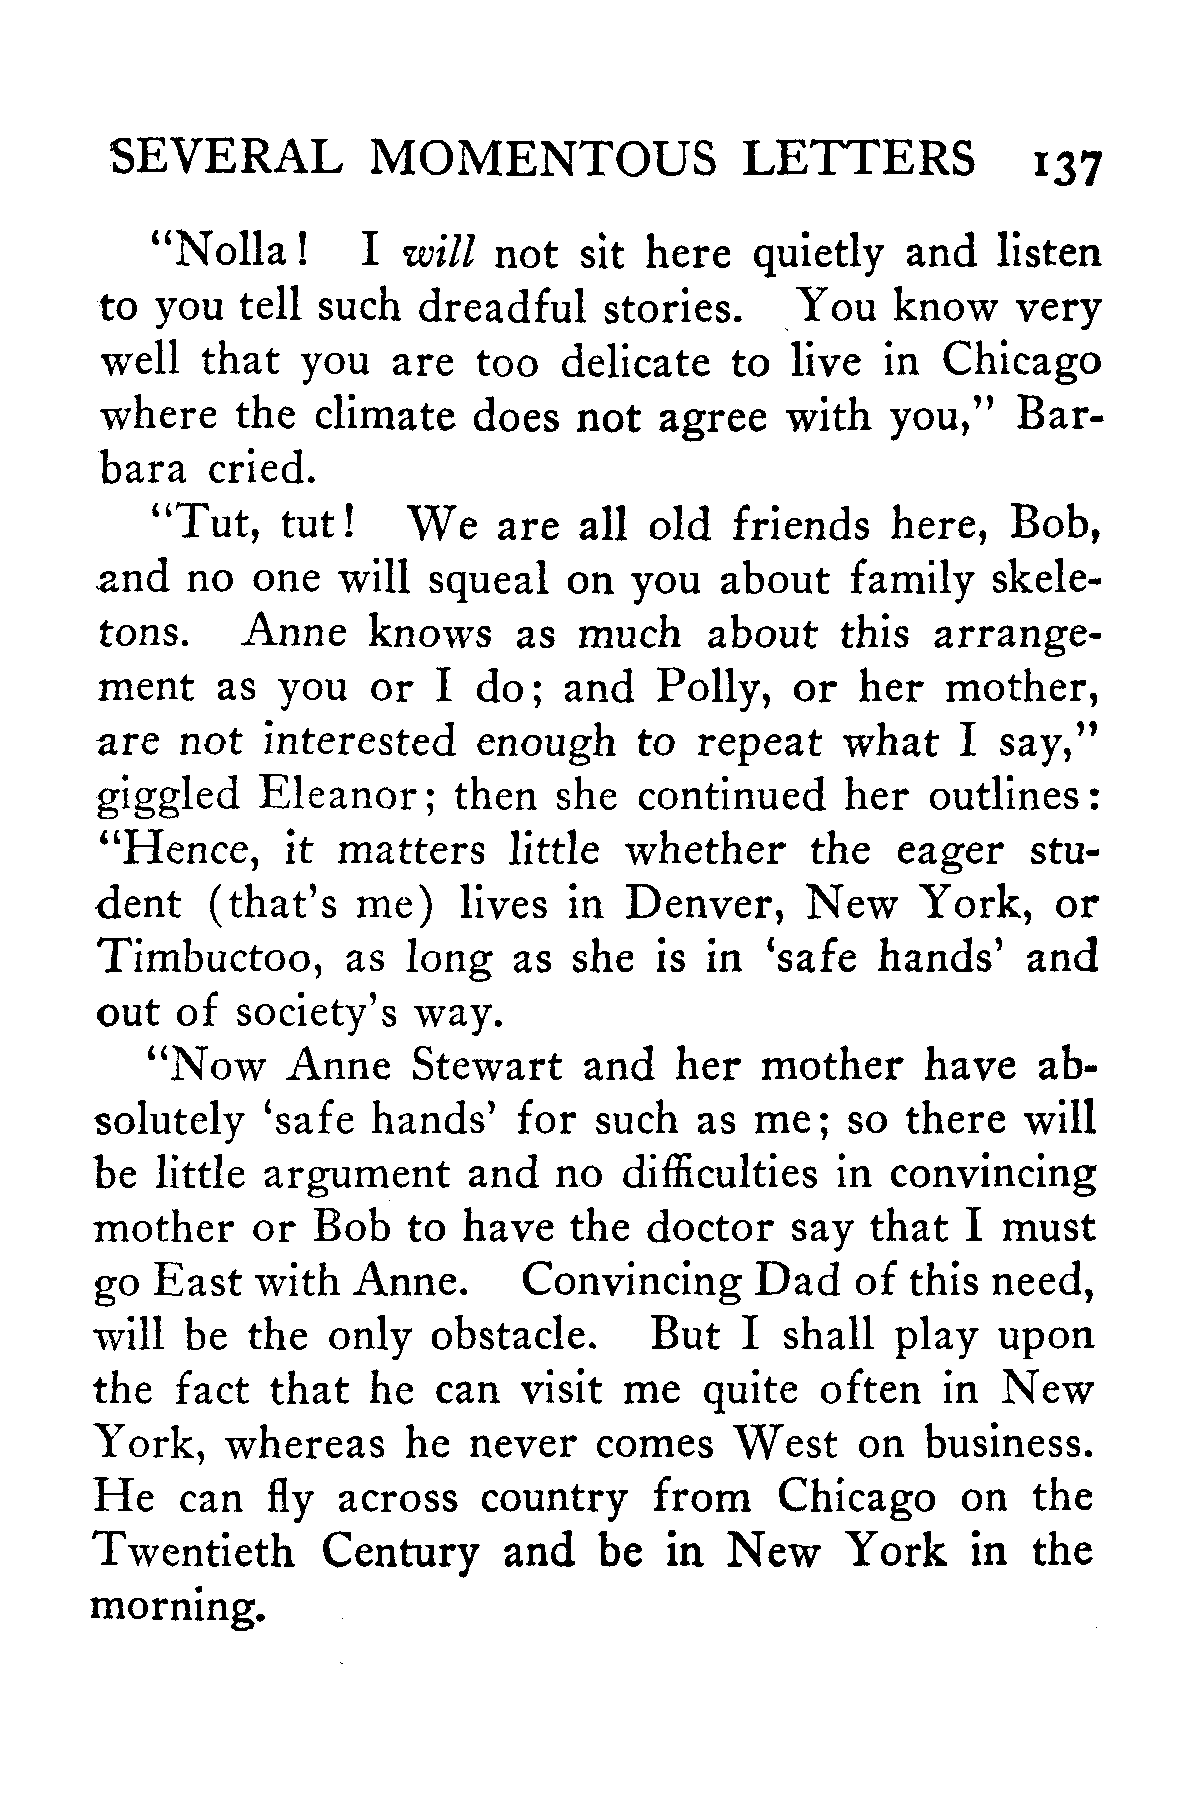 SEVERAL MOMENTOUS LETTERS 137
“Nolla! I will not sit here quietly and listen
to you tell such dreadful stories. You know very
well that you are too delicate to live in Chicago
where the climate does not agree with you,” Bar-
bara cried.
“Tut, tut! We are all old friends here, Bob,
and no one will squeal on you about family skele-
tons. Anne knows as much about this arrange-
ment as you or I do; and Polly, or her mother,
are not interested enough to repeat what I say,”
giggled Eleanor; then she continued her outlines:
“Hence, it matters little whether the eager stu-
dent (that’s me) lives in Denver, New York, or
Timbuctoo, as long as she is in ‘safe hands’ and
out of society’s way.
“Now Anne Stewart and her mother have ab-
solutely ‘safe hands’ for such as me; so there will
be little argument and no difficulties in convincing
mother or Bob to have the doctor say that I must
go East with Anne. Convincing Dad of this need,
will be the only obstacle. But I shall play upon
the fact that he can visit me quite often in New
York, whereas he never comes West on business.
He can fly across country from Chicago on the
Twentieth Century and be in New York in the
morning.